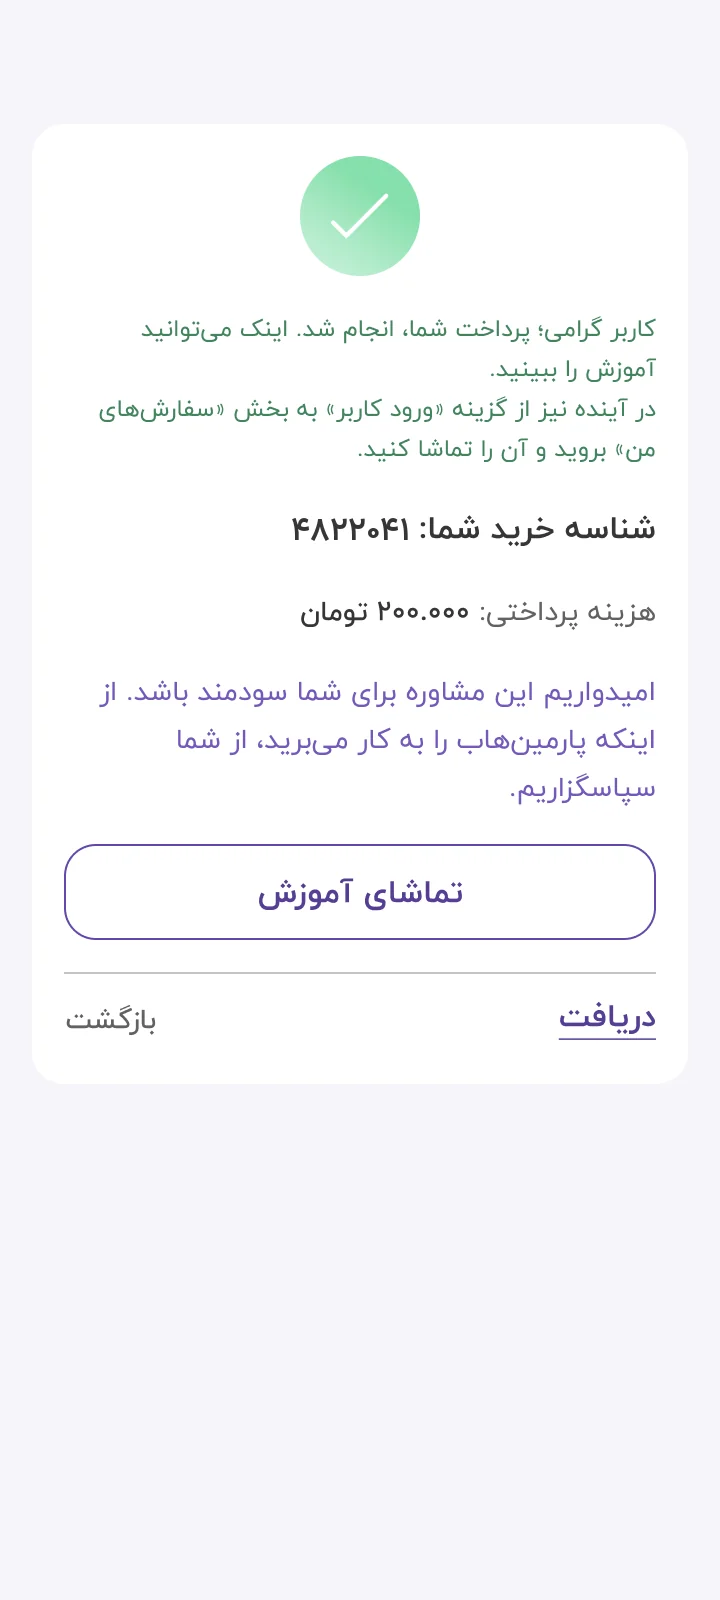 کاربر گرامی؛ پرداخت شما، انجام شد. اینک می‌توانید
آموزش را ببینید.
در آینده نیز از گزینه «ورود کاربر» به بخش «سفارش‌های
من» بروید و آن را تماشا کنید.
شناسه خرید شما: ۴۸۲۲۰۴۱
هزینه پرداختی: ۲۰۰.۰۰۰ تومان
امیدواریم این مشاوره برای شما سودمند باشد. از
اینکه پارمین‌هاب را به کار می‌برید، از شما
سپاسگزاریم.
تماشای آموزش
دریافت
بازگشت